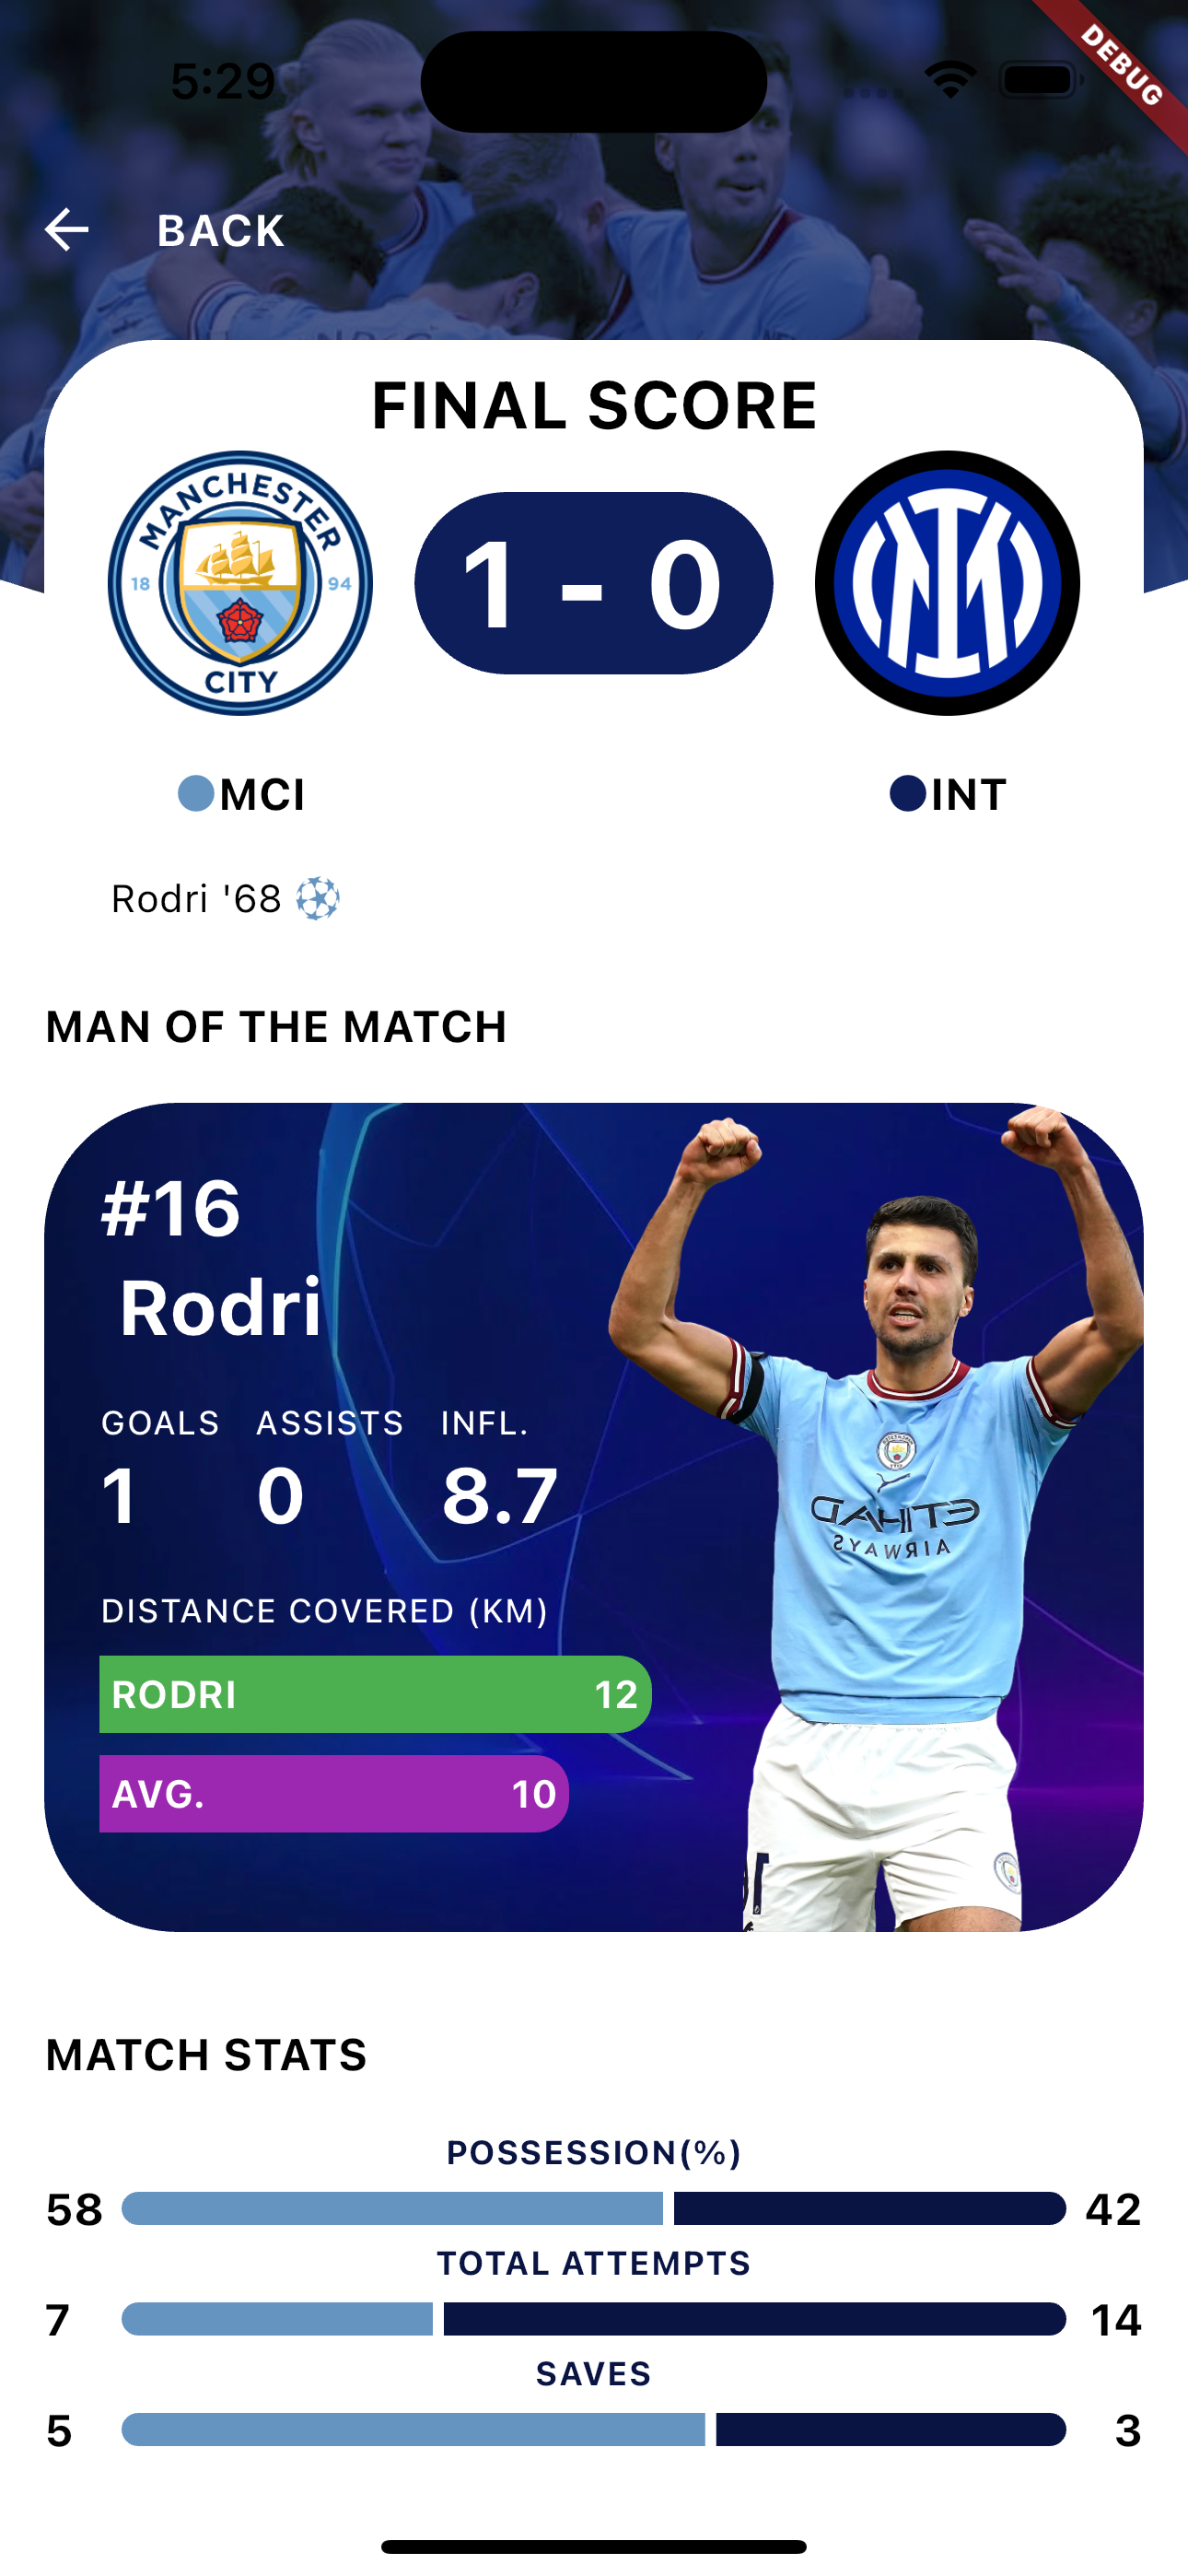 5:29
DEBUG
BACK
FINAL SCORE
MANCHESTER
18 94
CITY
1 - 0
MCI
INT
Rodri '68
MAN OF THE MATCH
#16
Rodri
GOALS ASSISTS INFL.
1 0 8.7
DISTANCE COVERED (KM)
RODRI 12
AVG. 10
ETIHAD
AIRWAYS
MATCH STATS
POSSESSION(%)
58 42
TOTAL ATTEMPTS
7 14
SAVES
5 3